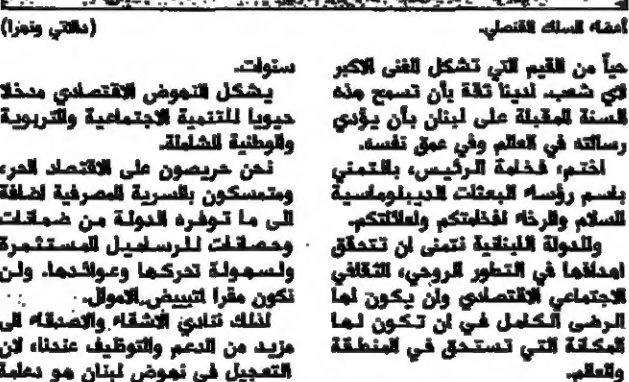 أعضاء السلك القنصلي.
(دالاتي ونهرا)
حياً من القيم التي تشكل الغنى الاكبر
لاي شعب. لدينا ثقة بأن تسمح هذه
السنة المقبلة على لبنان بأن يؤدي
رسالته في العالم وفي عمق نفسه.
اختم، فخامة الرئيس، بالتمني
باسم رؤساء البعثات الديبلوماسية
السلام والرخاء لفخامتكم ولعائلتكم.
وللدولة اللبنانية نتمنى ان تتحقق
اهدافها في التطور الروحي، الثقافي
الاجتماعي الاقتصادي وان يكون لها
الرضى الكامل في ان تكون لها
المكانة التي تستحق في المنطقة
والعالم.
سنوات.
يشكل النهوض الاقتصادي مدخلا
حيويا للتنمية الاجتماعية والتربوية
والوطنية الشاملة.
نحن حريصون على الاقتصاد الحر،
ومتمسكون بالسرية المصرفية اضافة
الى ما توفره الدولة من ضمانات
وحصانات للرساميل المستثمرة
ولسهولة تحركها وعوائدها. ولن
نكون مقرا لتبييض الاموال.
لذلك ننادي الاشقاء والاصدقاء الى
مزيد من الدعم والتوظيف عندنا، لان
التعجيل في نهوض لبنان هو دعامة